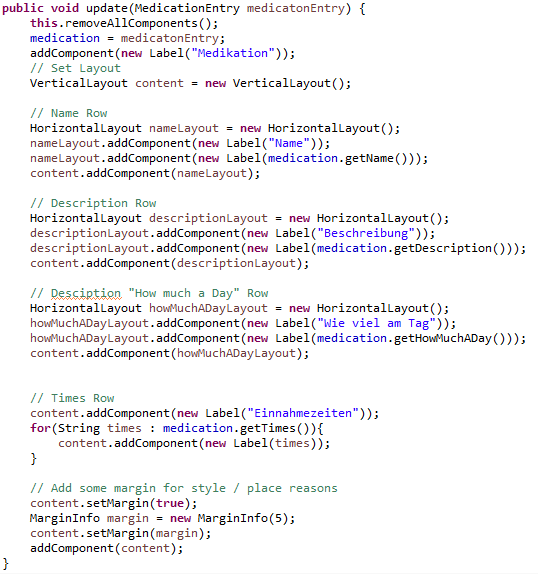 public void update(MedicationEntry medicatonEntry) {
    this.removeAllComponents();
    medication = medicatonEntry;
    addComponent(new Label("Medikation"));
    // Set Layout
    VerticalLayout content = new VerticalLayout();

    // Name Row
    HorizontalLayout nameLayout = new HorizontalLayout();
    nameLayout.addComponent(new Label("Name"));
    nameLayout.addComponent(new Label(medication.getName()));
    content.addComponent(nameLayout);

    // Description Row
    HorizontalLayout descriptionLayout = new HorizontalLayout();
    descriptionLayout.addComponent(new Label("Beschreibung"));
    descriptionLayout.addComponent(new Label(medication.getDescription()));
    content.addComponent(descriptionLayout);

    // Desciption "How much a Day" Row
    HorizontalLayout howMuchADayLayout = new HorizontalLayout();
    howMuchADayLayout.addComponent(new Label("Wie viel am Tag"));
    howMuchADayLayout.addComponent(new Label(medication.getHowMuchADay()));
    content.addComponent(howMuchADayLayout);


    // Times Row
    content.addComponent(new Label("Einnahmezeiten"));
    for(String times : medication.getTimes()){
        content.addComponent(new Label(times));
    }

    // Add some margin for style / place reasons
    content.setMargin(true);
    MarginInfo margin = new MarginInfo(5);
    content.setMargin(margin);
    addComponent(content);
}